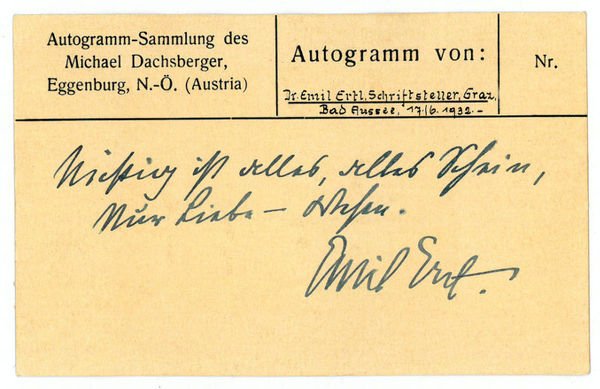 Autogramm-Sammlung des
Michael Dachsberger,
Eggenburg, N.-Ö. (Austria)
Autogramm von:
Dr. Emil Ertl, Schriftsteller, Graz,
Bad Aussee, 17./6. 1932.-
Nr.
Nichtig ist alles, alles Schein,
Nur Liebe – Wesen.
Emil Ertl.